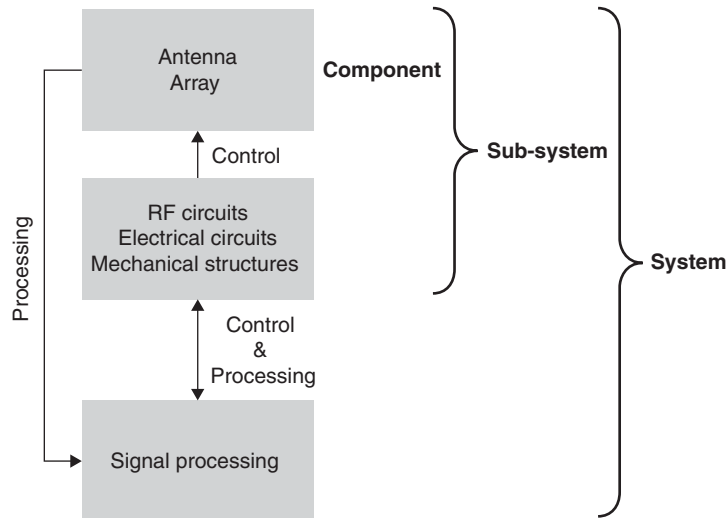 Antenna
Array
Component
Control
Sub-system
RF circuits
Electrical circuits
Mechanical structures
System
Processing
Control
&
Processing
Signal processing